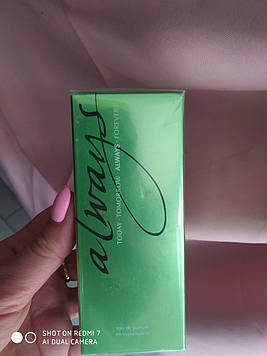 always
TODAY · TOMORROW · ALWAYS · FOREVER
eau de parfum
SHOT ON REDMI 7
AI DUAL CAMERA